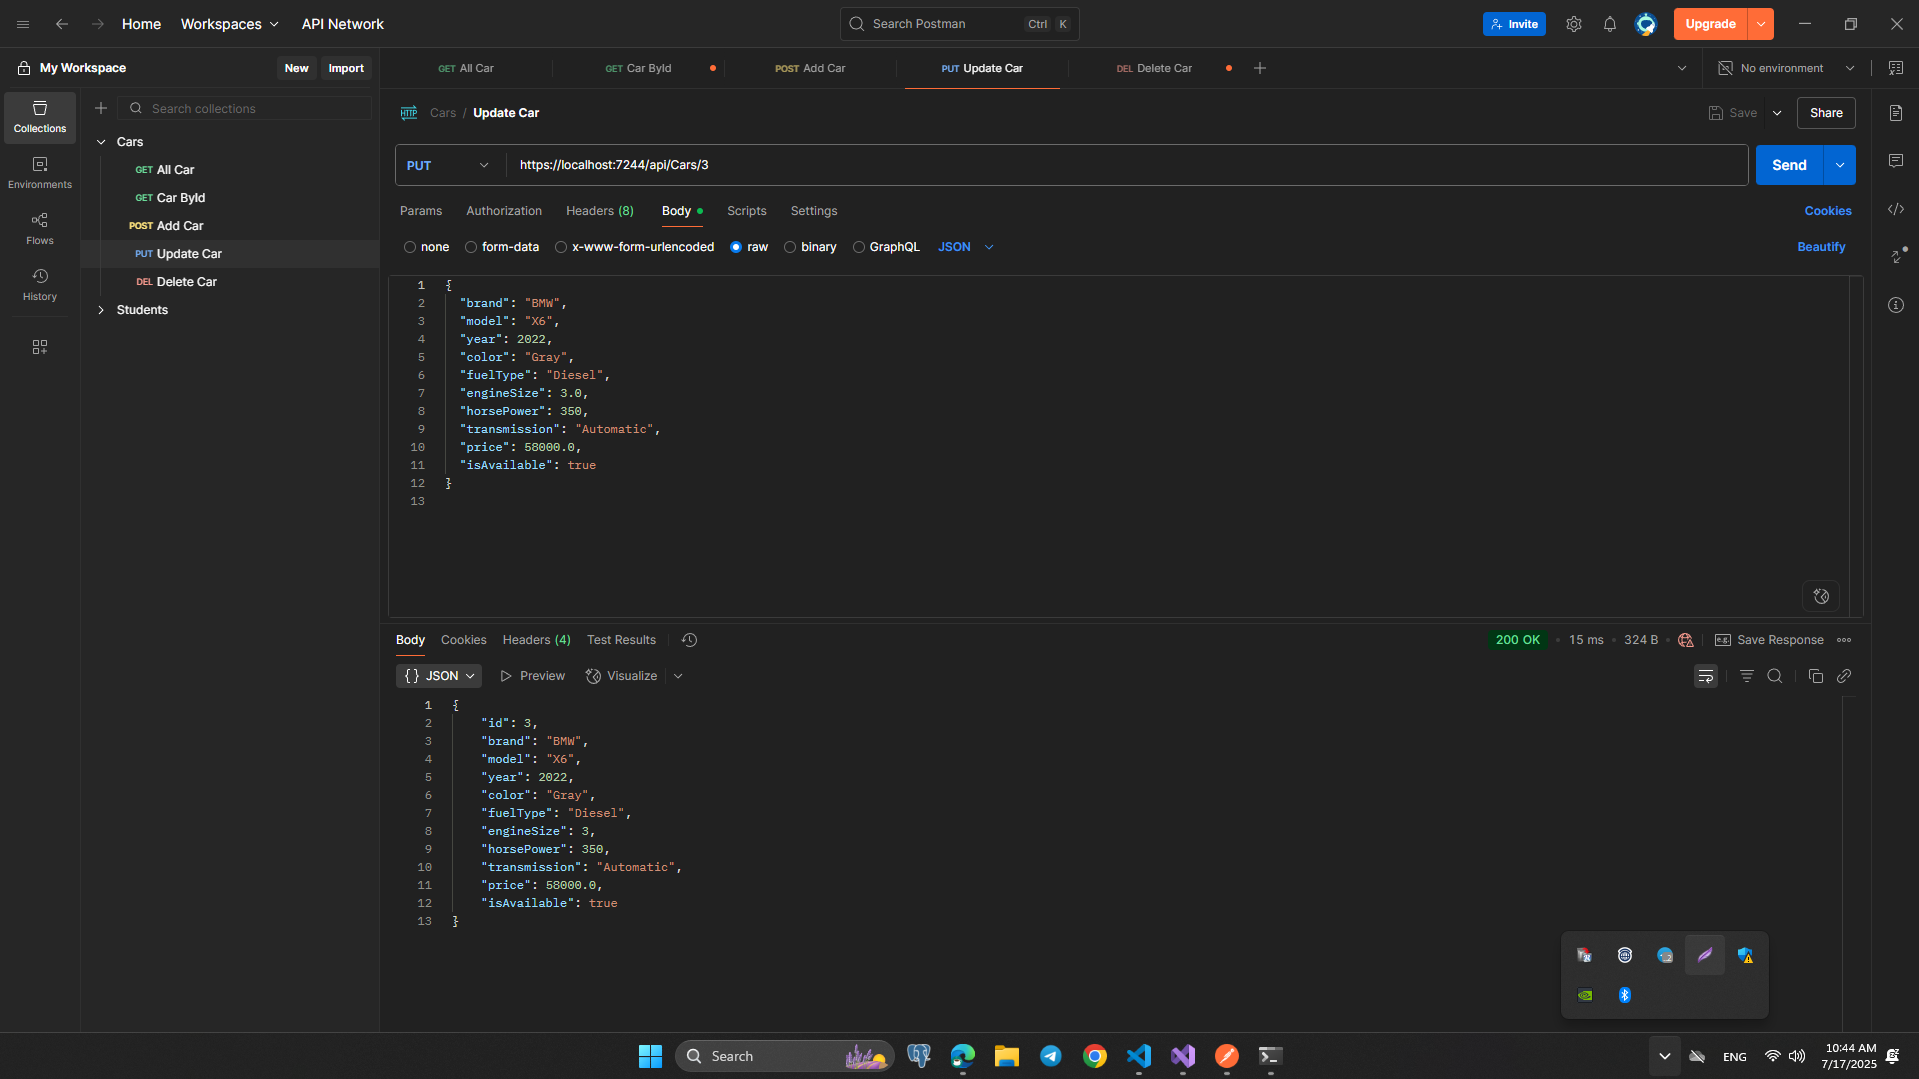 Home
Workspaces
API Network
Search Postman
Ctrl K
Invite
Upgrade
My Workspace
New
Import
GET All Car
GET Car ById
POST Add Car
PUT Update Car
DEL Delete Car
No environment
Collections
Environments
Flows
History
Search collections
Cars
GET All Car
GET Car ById
POST Add Car
PUT Update Car
DEL Delete Car
Students
HTTP Cars / Update Car
Save
Share
PUT
https://localhost:7244/api/Cars/3
Send
Params
Authorization
Headers (8)
Body
Scripts
Settings
Cookies
none
form-data
x-www-form-urlencoded
raw
binary
GraphQL
JSON
Beautify
1 {
2 "brand": "BMW",
3 "model": "X6",
4 "year": 2022,
5 "color": "Gray",
6 "fuelType": "Diesel",
7 "engineSize": 3.0,
8 "horsePower": 350,
9 "transmission": "Automatic",
10 "price": 58000.0,
11 "isAvailable": true
12 }
13
Body
Cookies
Headers (4)
Test Results
200 OK
15 ms
324 B
e.g. Save Response
{} JSON
Preview
Visualize
1 {
2 "id": 3,
3 "brand": "BMW",
4 "model": "X6",
5 "year": 2022,
6 "color": "Gray",
7 "fuelType": "Diesel",
8 "engineSize": 3,
9 "horsePower": 350,
10 "transmission": "Automatic",
11 "price": 58000.0,
12 "isAvailable": true
13 }
Search
ENG
10:44 AM
7/17/2025